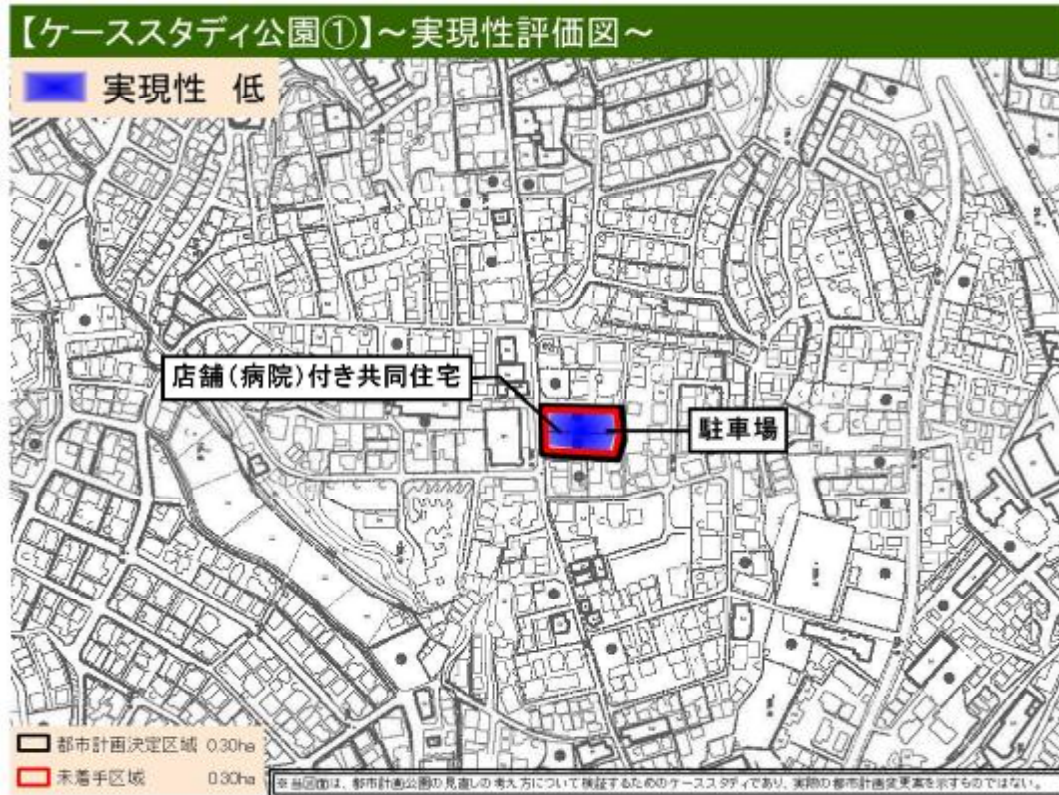 【ケーススタディ公園①】～実現性評価図～
実現性 低
店舗(病院)付き共同住宅
駐車場
都市計画決定区域 0.30ha
未着手区域 0.30ha
※当図面は、都市計画公園の見直しの考え方について検証するためのケーススタディであり、実際の都市計画変更案を示すものではない。